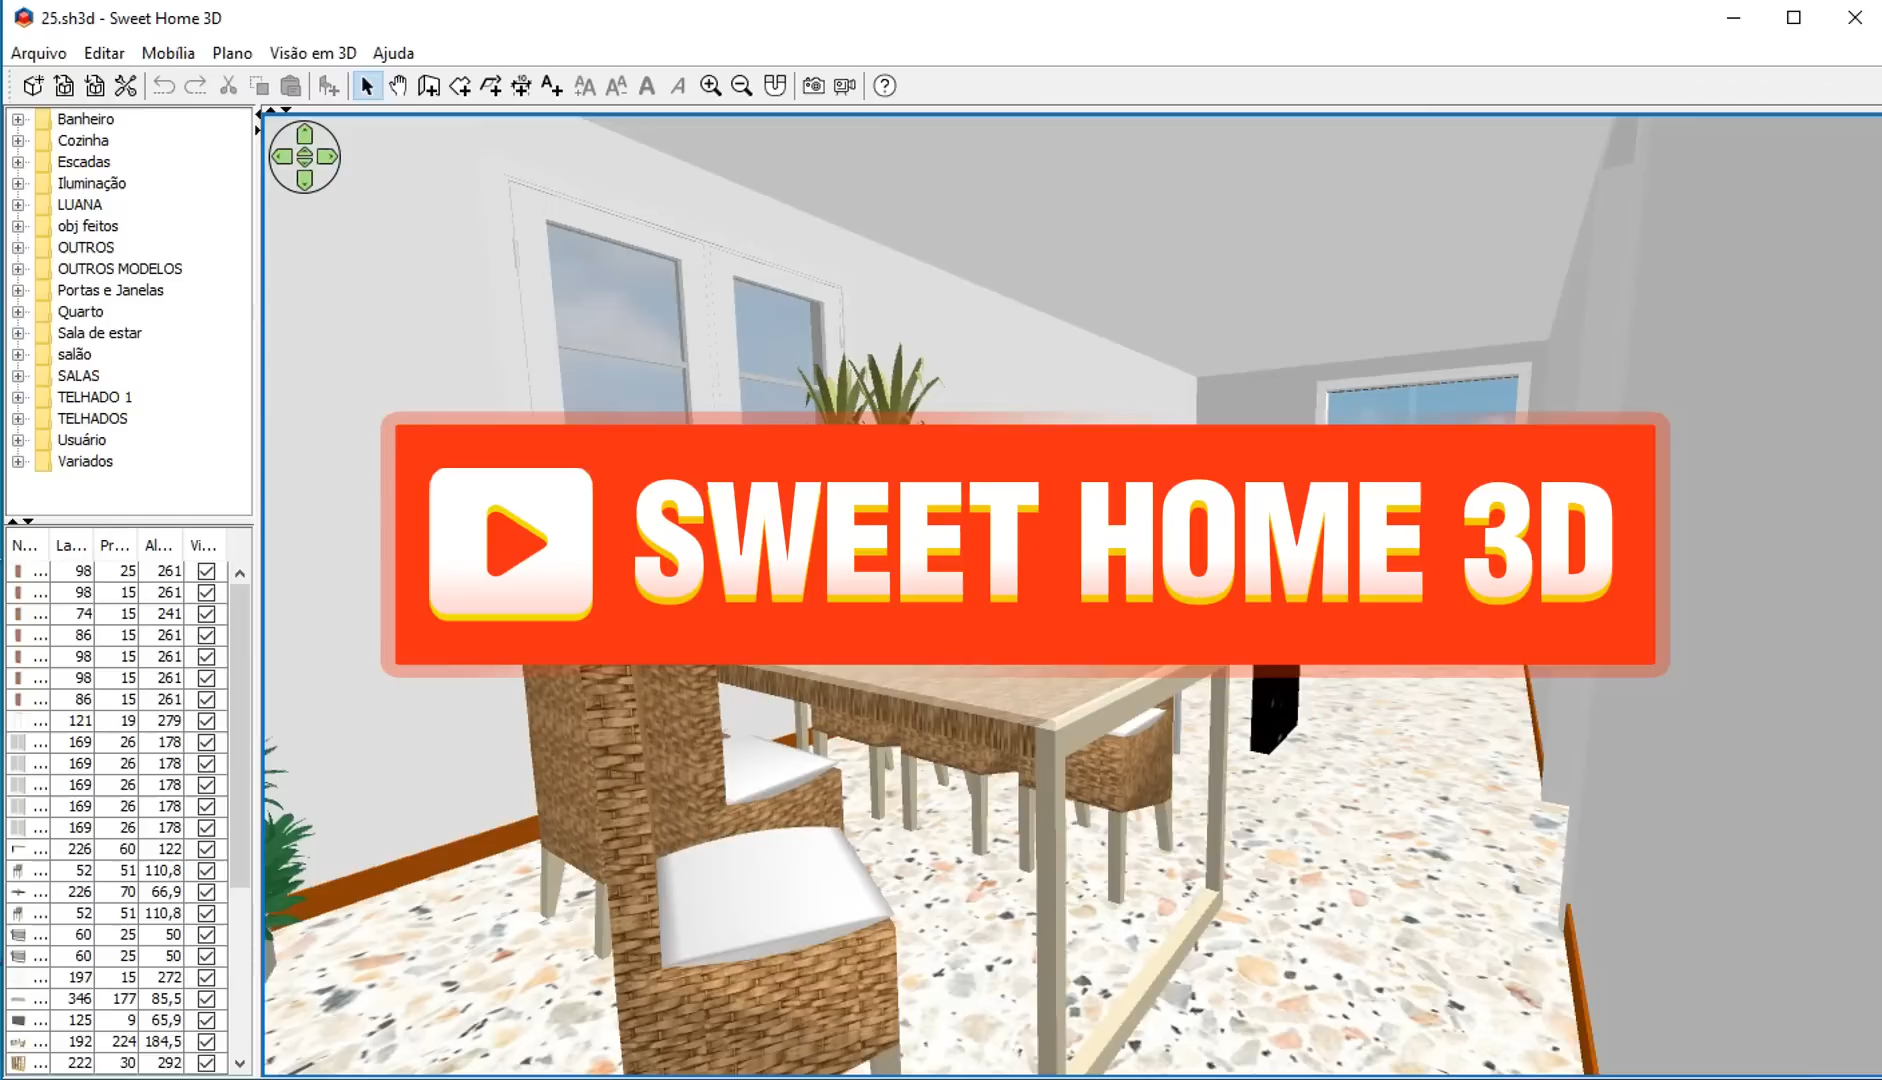 25.sh3d - Sweet Home 3D
Arquivo Editar Mobília Plano Visão em 3D Ajuda
Banheiro
Cozinha
Escadas
Iluminação
LUANA
obj feitos
OUTROS
OUTROS MODELOS
Portas e Janelas
Quarto
Sala de estar
salão
SALAS
TELHADO 1
TELHADOS
Usuário
Variados
SWEET HOME 3D
N... La... Pr... Al... Vi...
... 98 25 261
... 98 15 261
... 74 15 241
... 86 15 261
... 98 15 261
... 98 15 261
... 86 15 261
... 121 19 279
... 169 26 178
... 169 26 178
... 169 26 178
... 169 26 178
... 169 26 178
... 226 60 122
... 52 51 110,8
... 226 70 66,9
... 52 51 110,8
... 60 25 50
... 60 25 50
... 197 15 272
... 346 177 85,5
... 125 9 65,9
... 192 224 184,5
... 222 30 292